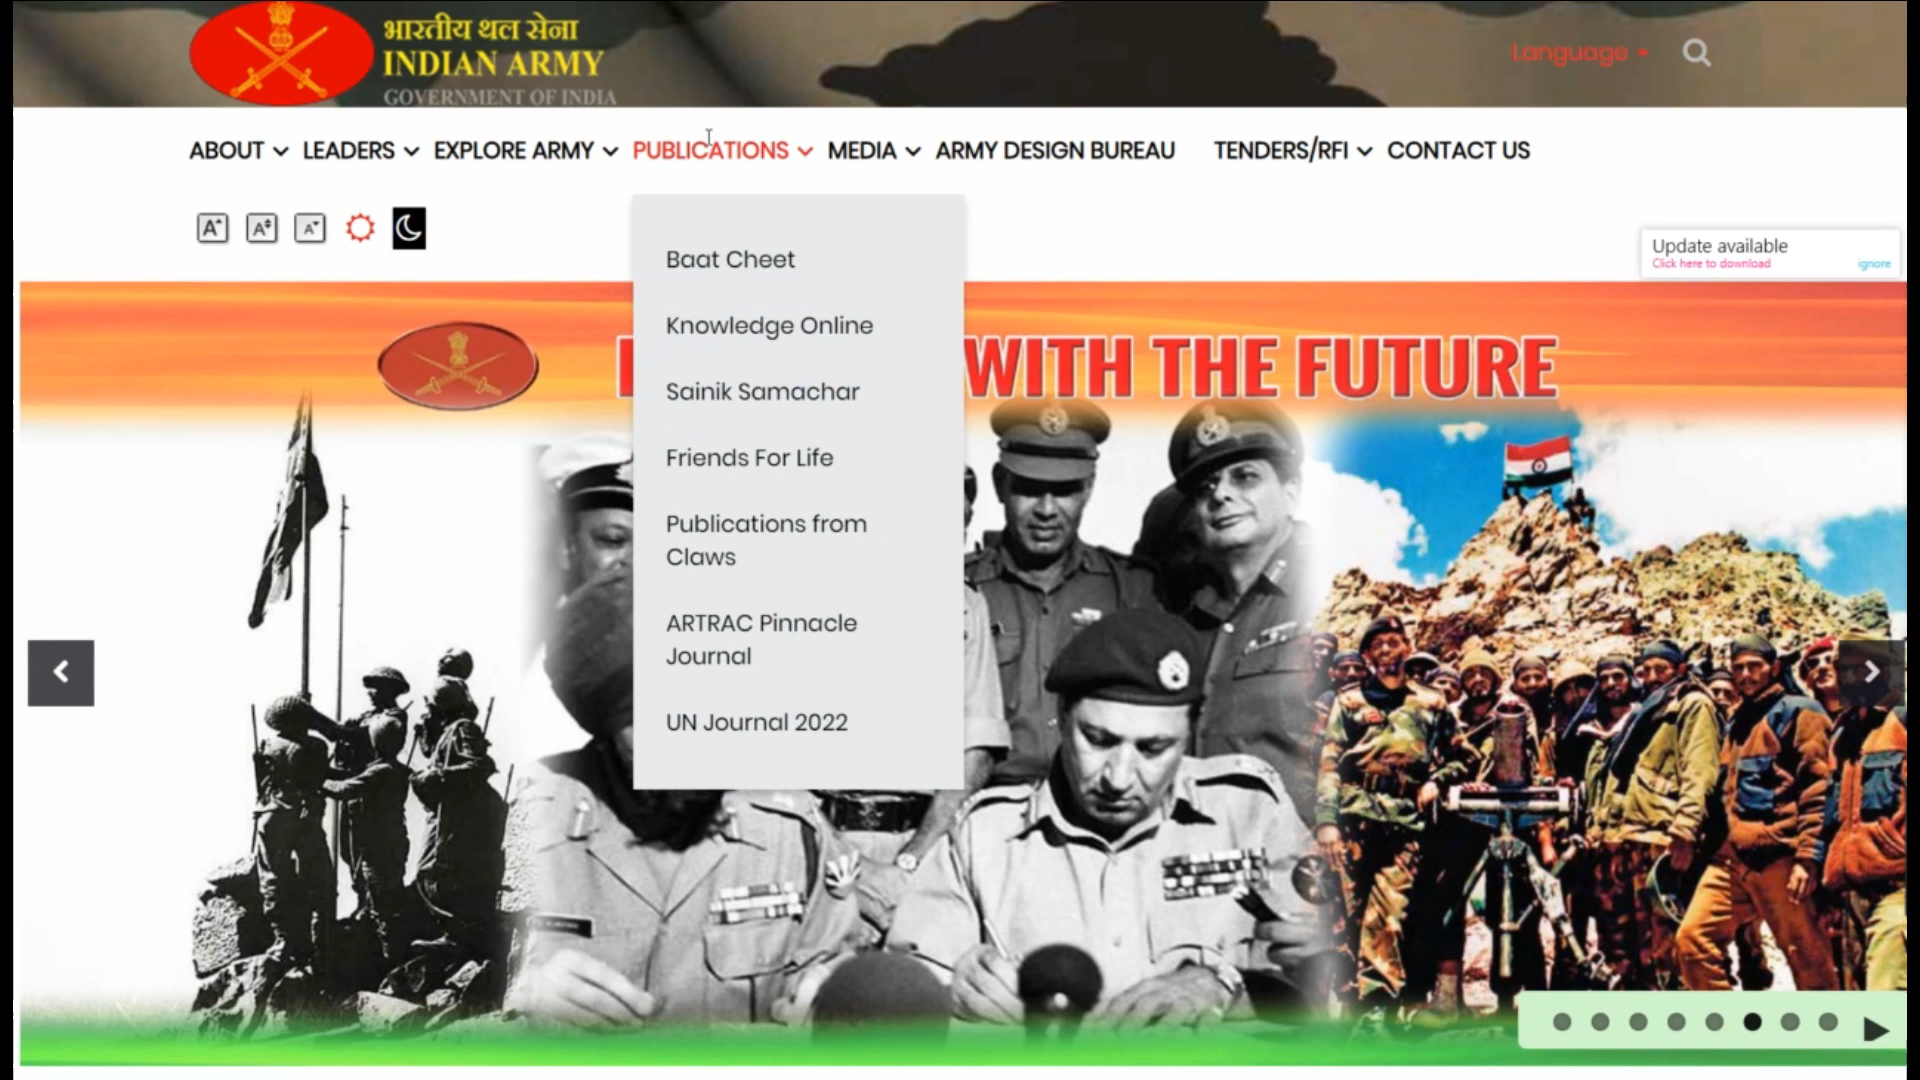 भारतीय थल सेना
INDIAN ARMY
GOVERNMENT OF INDIA
Language
ABOUT LEADERS EXPLORE ARMY PUBLICATIONS MEDIA ARMY DESIGN BUREAU TENDERS/RFI CONTACT US
A A A
Update available
Click here to download ignore
Baat Cheet
Knowledge Online
Sainik Samachar
Friends For Life
Publications from
Claws
ARTRAC Pinnacle
Journal
UN Journal 2022
WITH THE FUTURE